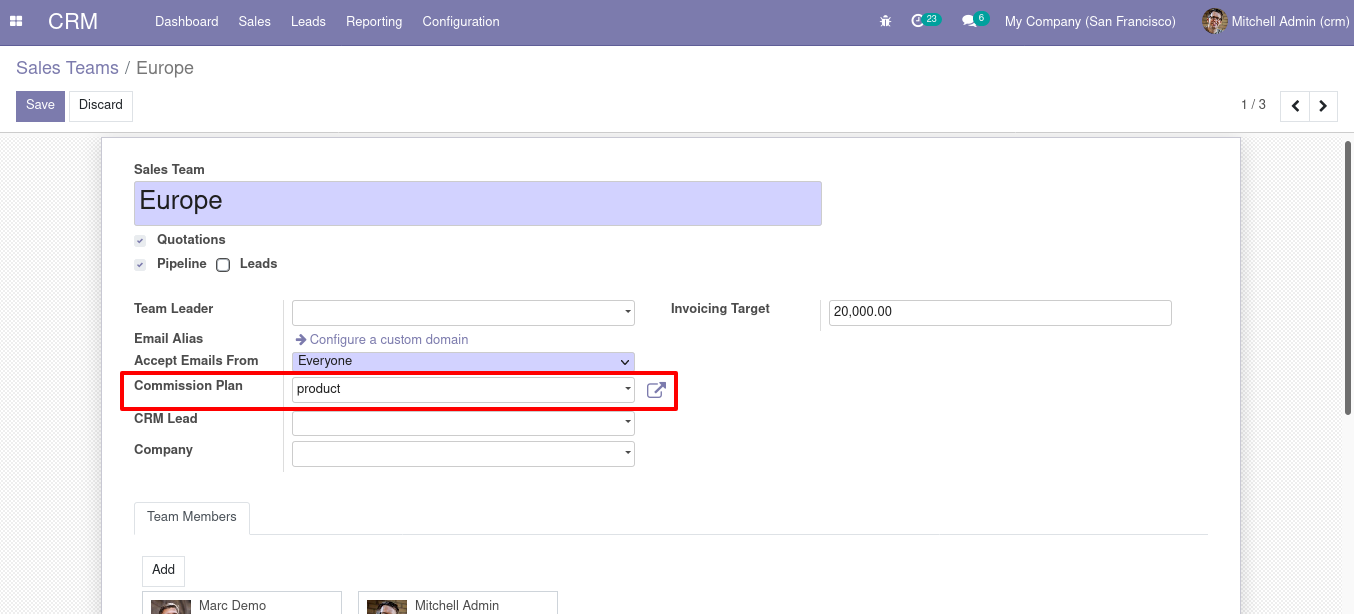 CRM Dashboard Sales Leads Reporting Configuration 23 6 My Company (San Francisco) Mitchell Admin (crm)
Sales Teams / Europe
Save Discard 1 / 3
Sales Team
Europe
Quotations
Pipeline Leads
Team Leader Invoicing Target 20,000.00
Email Alias Configure a custom domain
Accept Emails From Everyone
Commission Plan product
CRM Lead
Company
Team Members
Add
Marc Demo Mitchell Admin